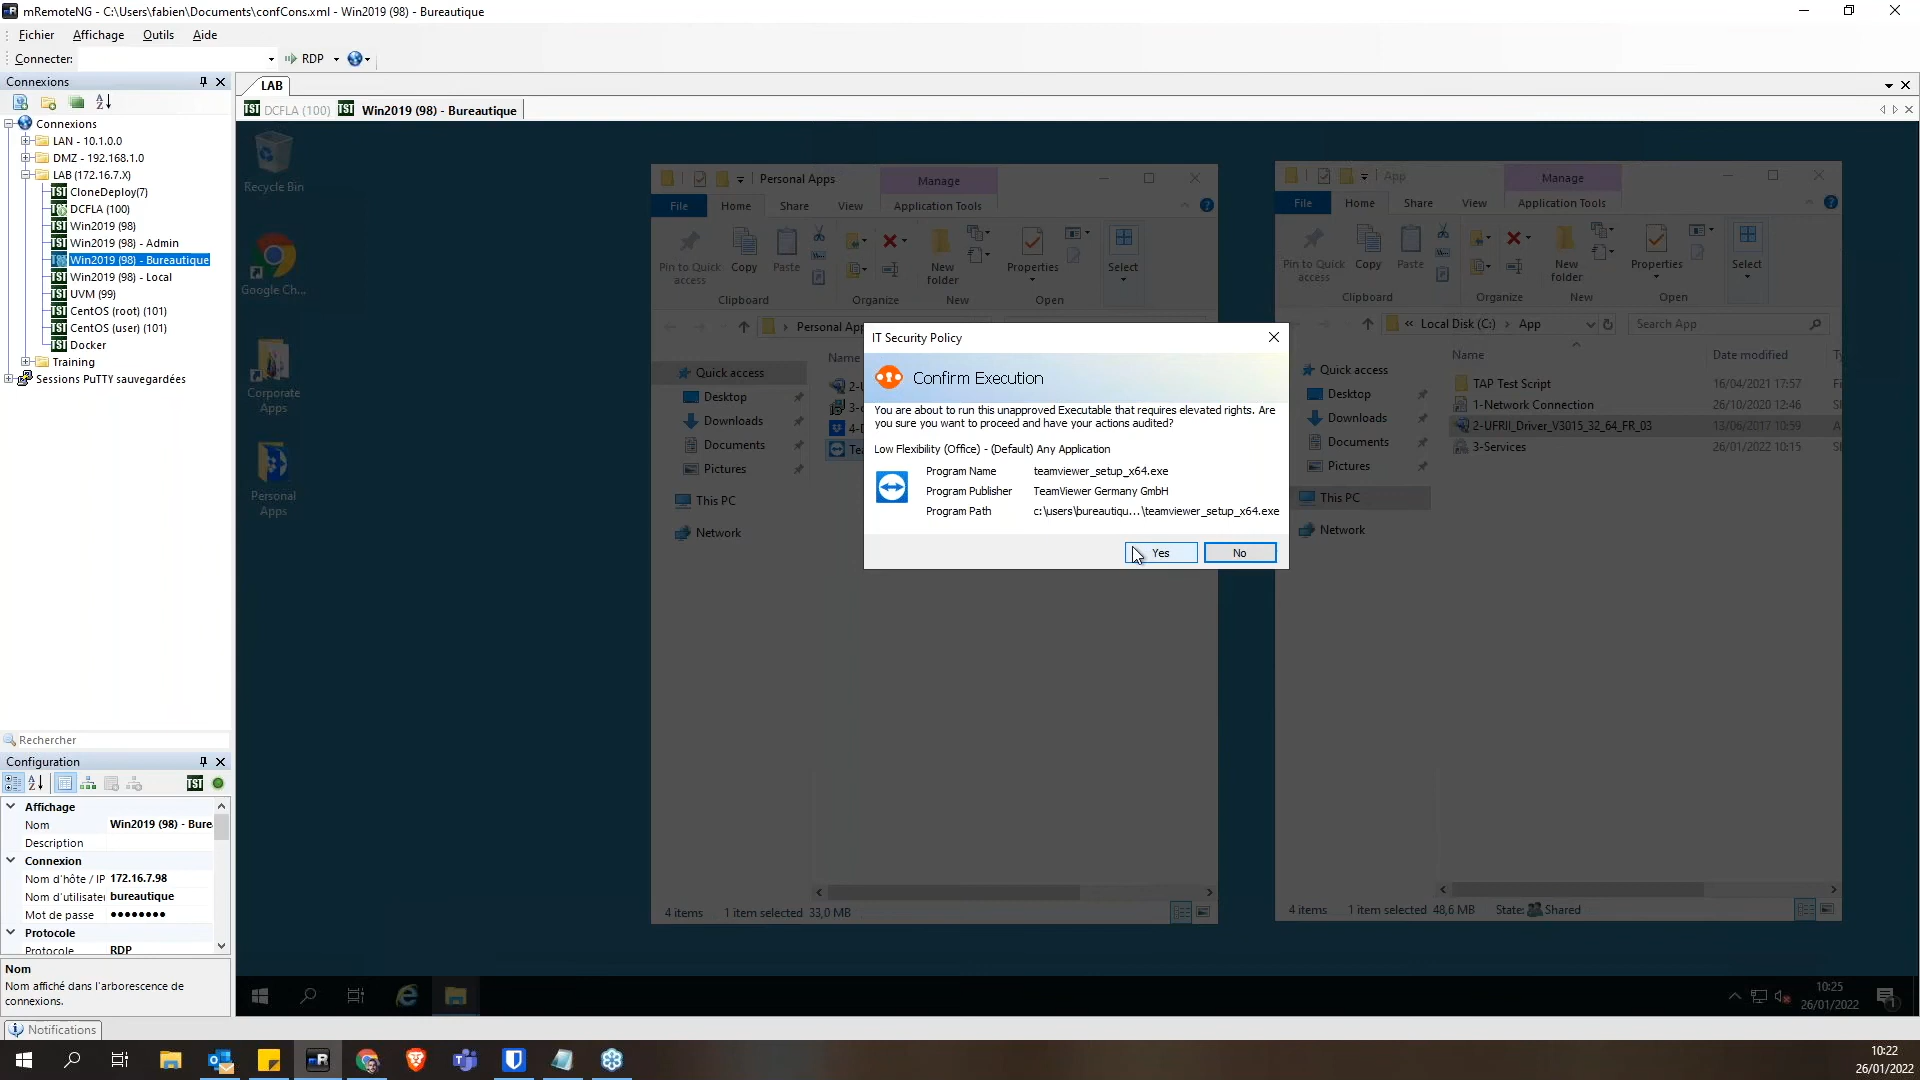 mRemoteNG - C:\Users\fabien\Documents\confCons.xml - Win2019 (98) - Bureautique
Fichier Affichage Outils Aide
Connecter: RDP
Connexions
LAB
DCFLA (100) Win2019 (98) - Bureautique
Connexions
LAN - 10.1.0.0
DMZ - 192.168.1.0
LAB (172.16.7.X)
CloneDeploy(7)
DCFLA (100)
Win2019 (98)
Win2019 (98) - Admin
Win2019 (98) - Bureautique
Win2019 (98) - Local
UVM (99)
CentOS (root) (101)
CentOS (user) (101)
Docker
Training
Sessions PuTTY sauvegardées
Rechercher
Configuration
Affichage
Nom Win2019 (98) - Bure
Description
Connexion
Nom d'hôte / IP 172.16.7.98
Nom d'utilisate bureautique
Mot de passe ••••••••
Protocole
Protocole RDP
Nom
Nom affiché dans l'arborescence de
connexions.
Notifications
Recycle Bin
Google Ch...
Corporate
Apps
Personal
Apps
Personal Apps Manage
File Home Share View Application Tools
Pin to Quick
access
Copy Paste
New
folder
Properties Select
Clipboard Organize New Open
Personal App
Name
Quick access
Desktop
Downloads
Documents
Pictures
This PC
Network
4 items 1 item selected 33,0 MB
App Manage
File Home Share View Application Tools
Pin to Quick
access
Copy Paste
New
folder
Properties Select
Clipboard Organize New Open
« Local Disk (C:) App Search App
Name Date modified
Quick access
Desktop
Downloads
Documents
Pictures
This PC
Network
TAP Test Script 16/04/2021 17:57
1-Network Connection 26/10/2020 12:46
2-UFRII_Driver_V3015_32_64_FR_03 13/06/2017 10:59
3-Services 26/01/2022 10:15
4 items 1 item selected 48,6 MB State: Shared
IT Security Policy
Confirm Execution
You are about to run this unapproved Executable that requires elevated rights. Are
you sure you want to proceed and have your actions audited?
Low Flexibility (Office) - (Default) Any Application
Program Name teamviewer_setup_x64.exe
Program Publisher TeamViewer Germany GmbH
Program Path c:\users\bureautiqu...\teamviewer_setup_x64.exe
Yes No
10:25
26/01/2022
10:22
26/01/2022